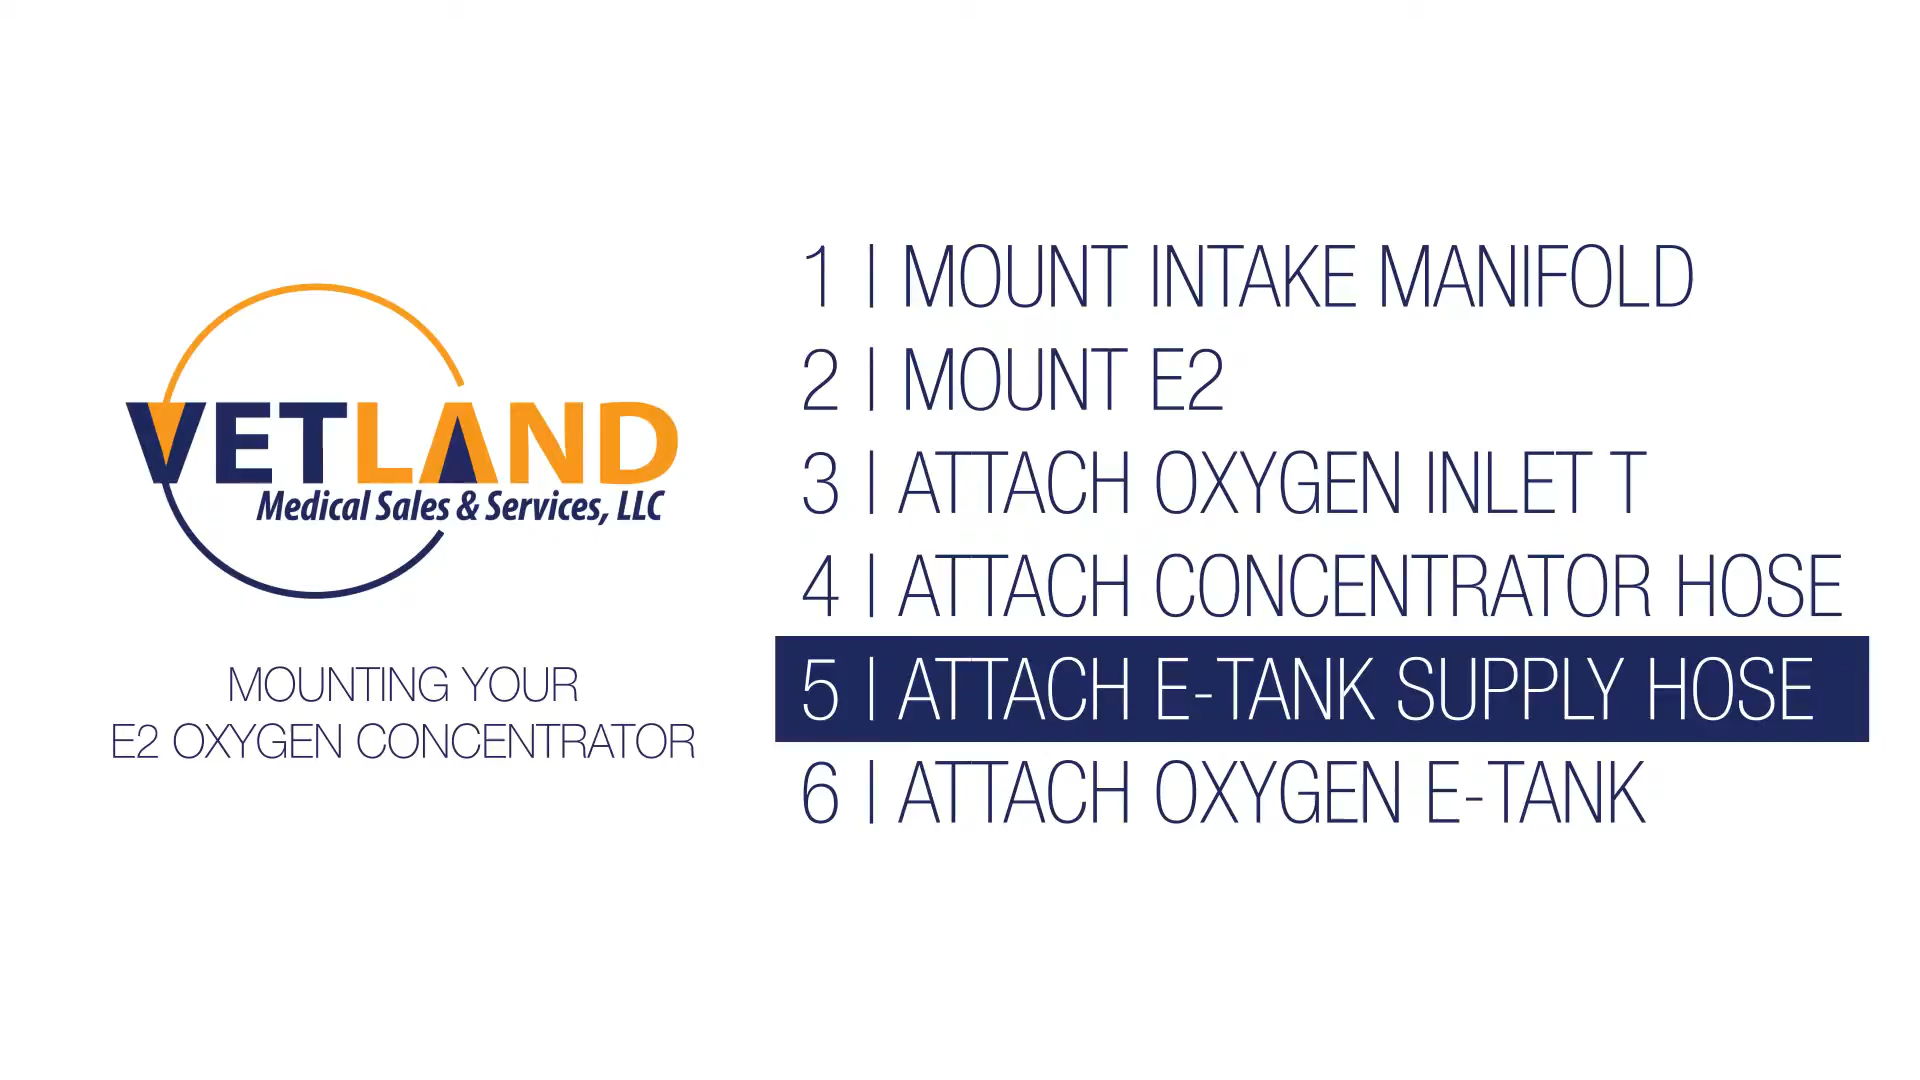 VETLAND
Medical Sales & Services, LLC
MOUNTING YOUR
E2 OXYGEN CONCENTRATOR
1 | MOUNT INTAKE MANIFOLD
2 | MOUNT E2
3 | ATTACH OXYGEN INLET T
4 | ATTACH CONCENTRATOR HOSE
5 | ATTACH E-TANK SUPPLY HOSE
6 | ATTACH OXYGEN E-TANK